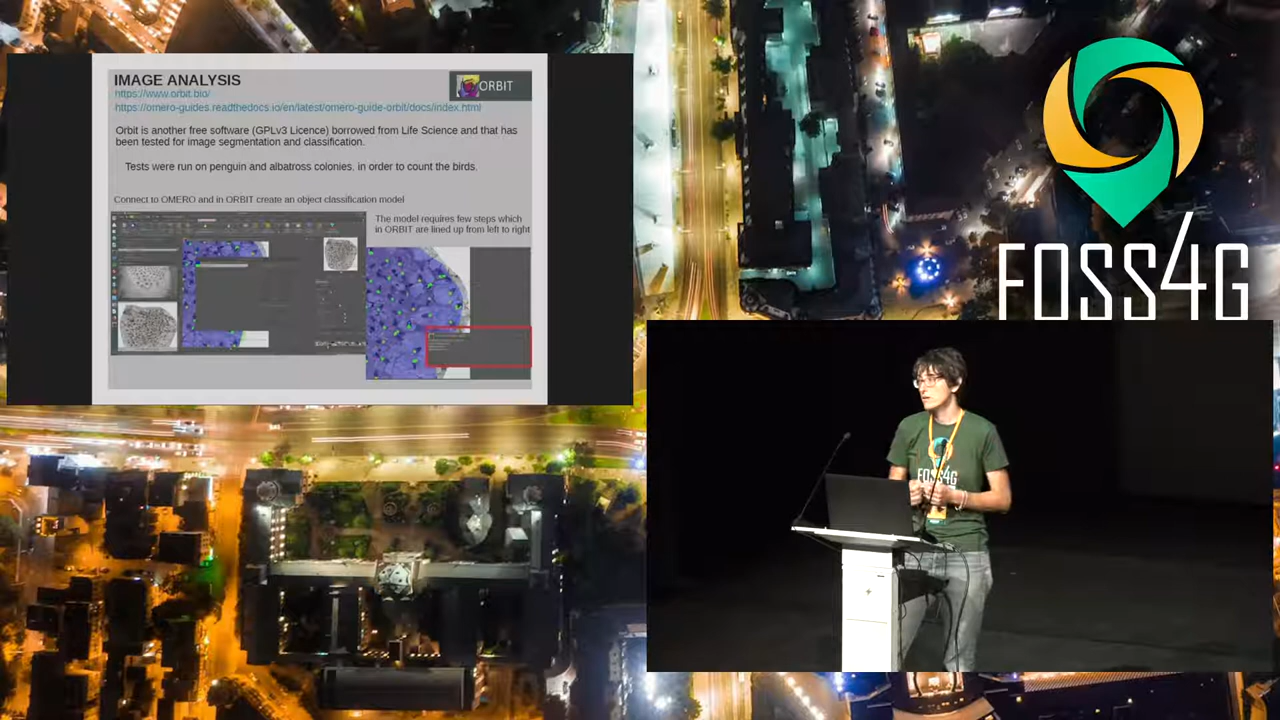 IMAGE ANALYSIS
ORBIT
https://www.orbit.bio/
https://omero-guides.readthedocs.io/en/latest/omero-guide-orbit/docs/index.html
Orbit is another free software (GPLv3 Licence) borrowed from Life Science and that has
been tested for image segmentation and classification.
Tests were run on penguin and albatross colonies, in order to count the birds.
Connect to OMERO and in ORBIT create an object classification model
The model requires few steps which
in ORBIT are lined up from left to right
FOSS4G
FOSS4G